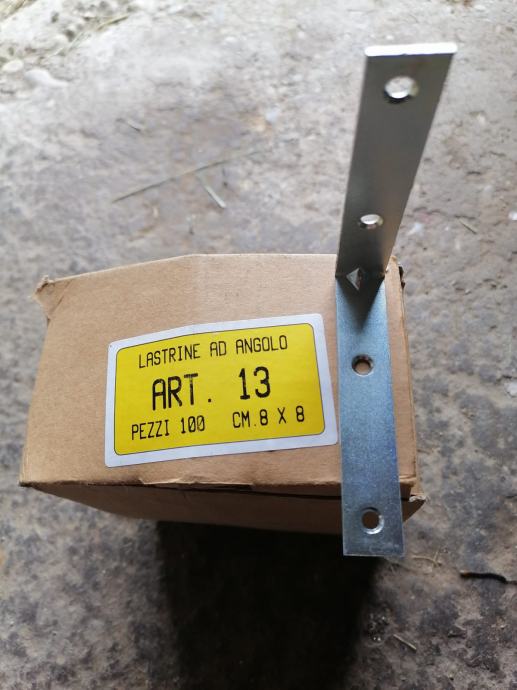 LASTRINE AD ANGOLO
ART. 13
PEZZI 100 CM.8 X 8